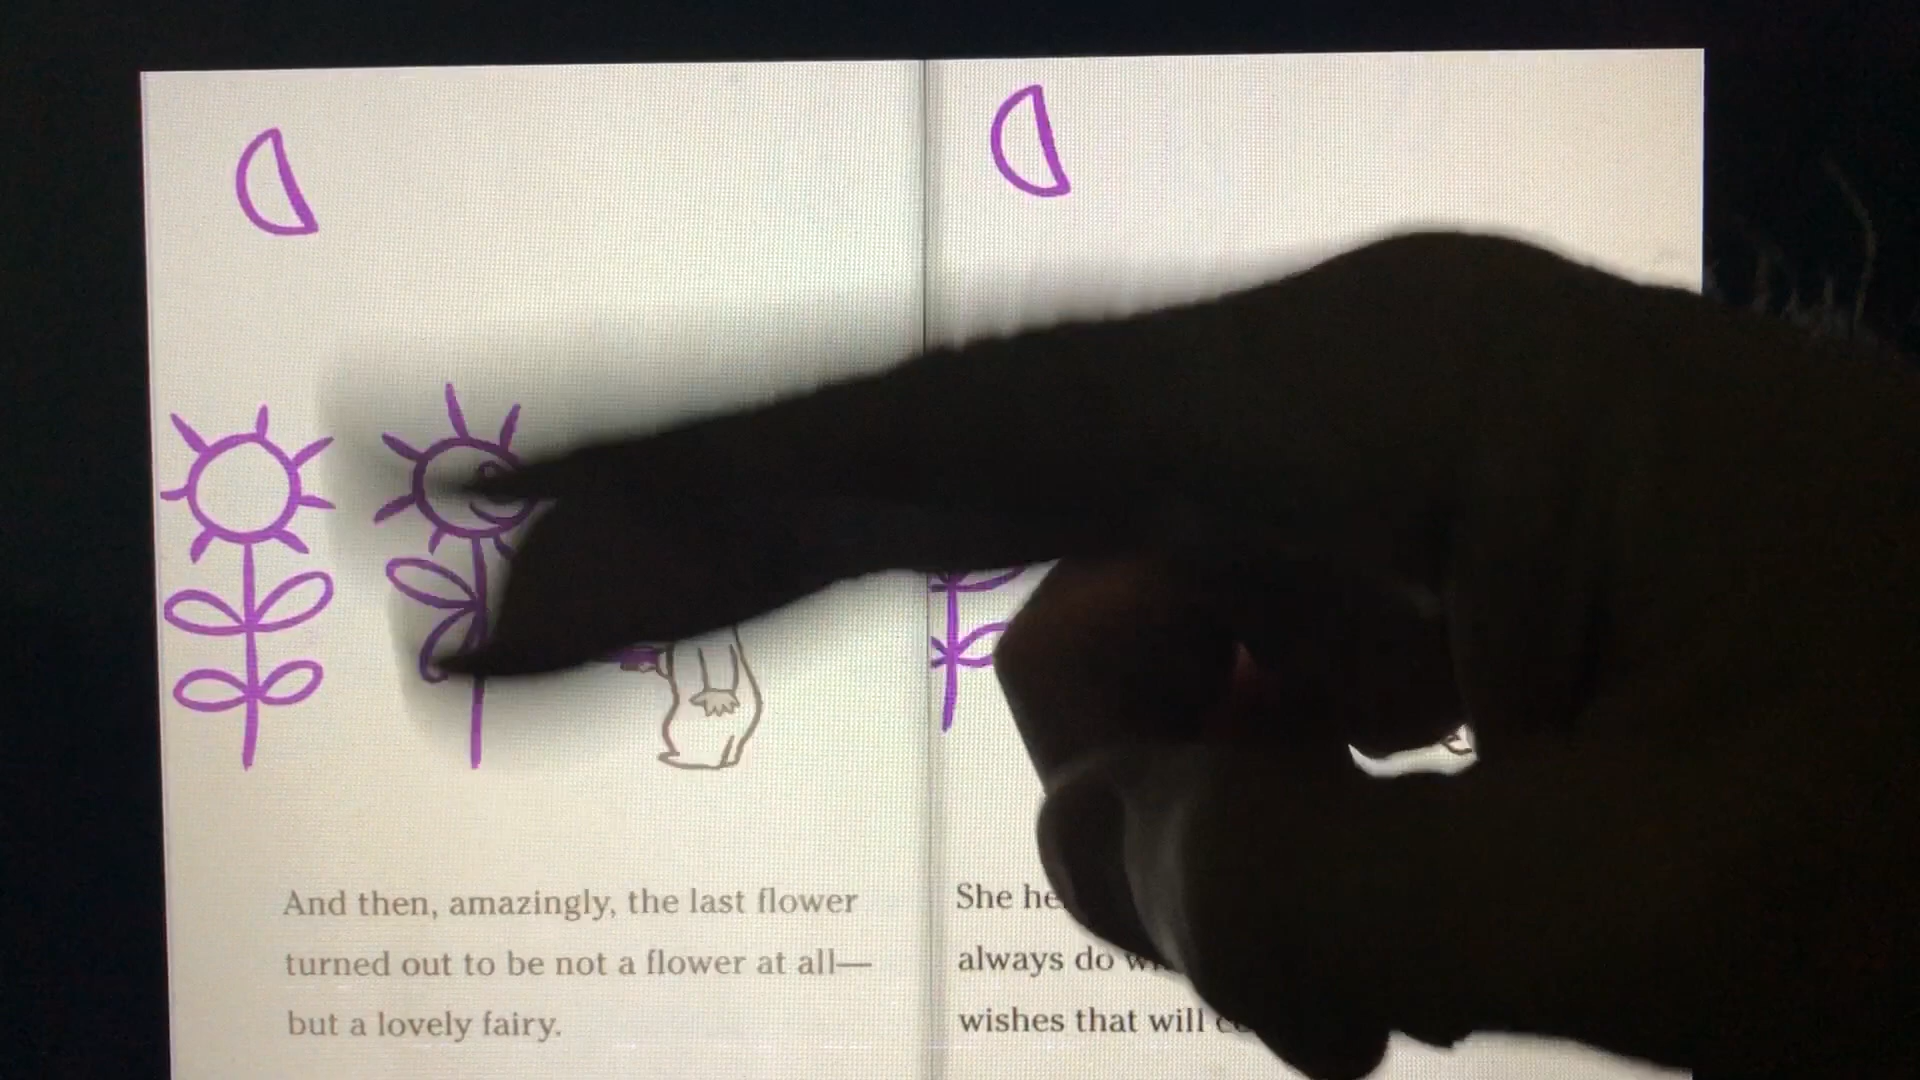 And then, amazingly, the last flower
turned out to be not a flower at all—
but a lovely fairy.
She
always do
wishes that will